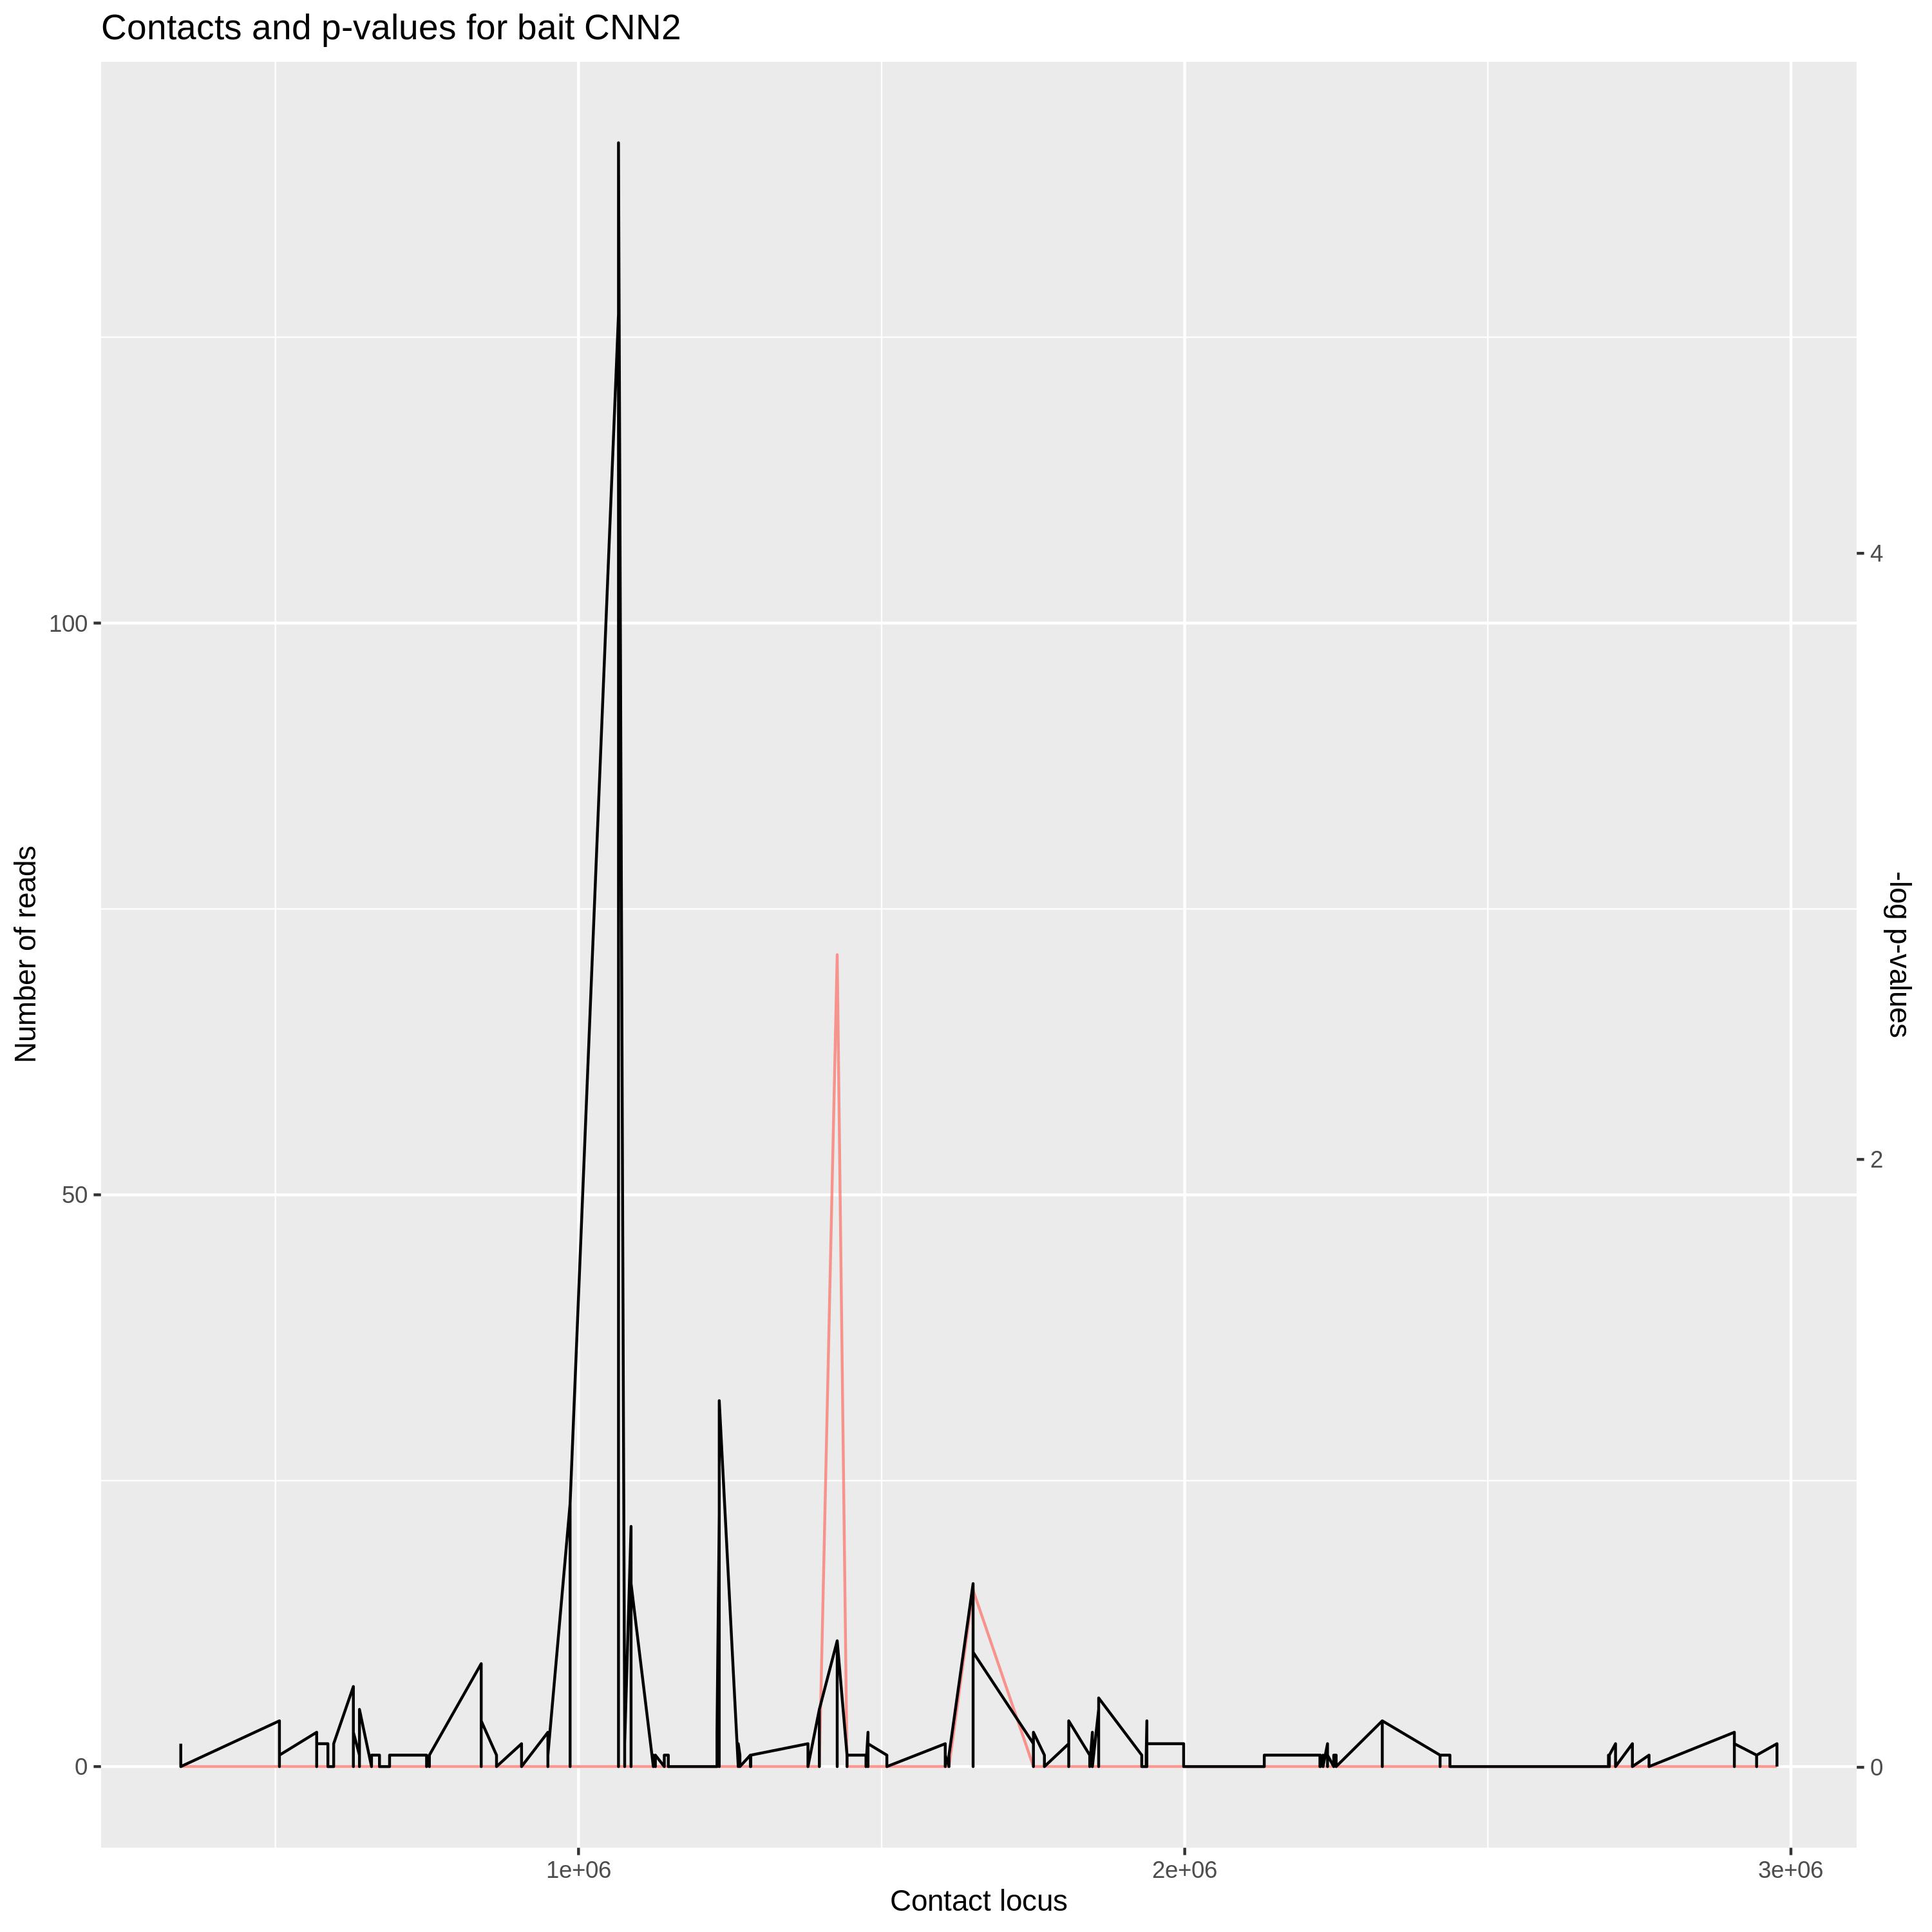 Contacts and p-values for bait CNN2
Number of reads
100
50
0
4
2
0
-log p-values
1e+06
2e+06
3e+06
Contact locus